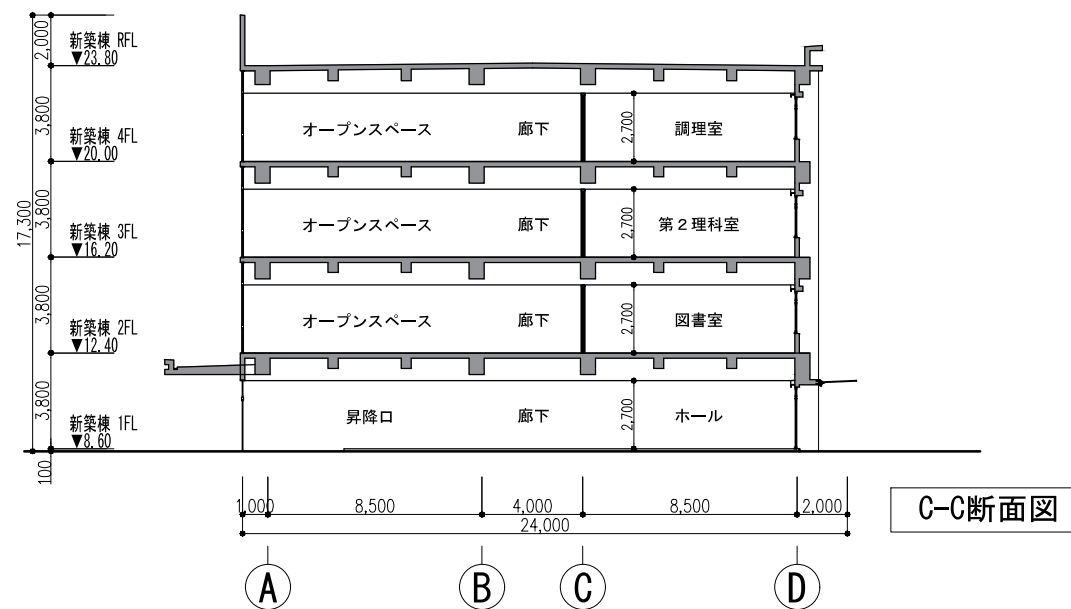 新築棟 RFL
▼23.80
2,000
オープンスペース 廊下 2,700 調理室
3,800
新築棟 4FL
▼20.00
オープンスペース 廊下 2,700 第2理科室
17,300
3,800
新築棟 3FL
▼16.20
オープンスペース 廊下 2,700 図書室
3,800
新築棟 2FL
▼12.40
昇降口 廊下 2,700 ホール
3,800
新築棟 1FL
▼8.60
100
1,000 8,500 4,000 8,500 2,000
24,000
C-C断面図
A B C D